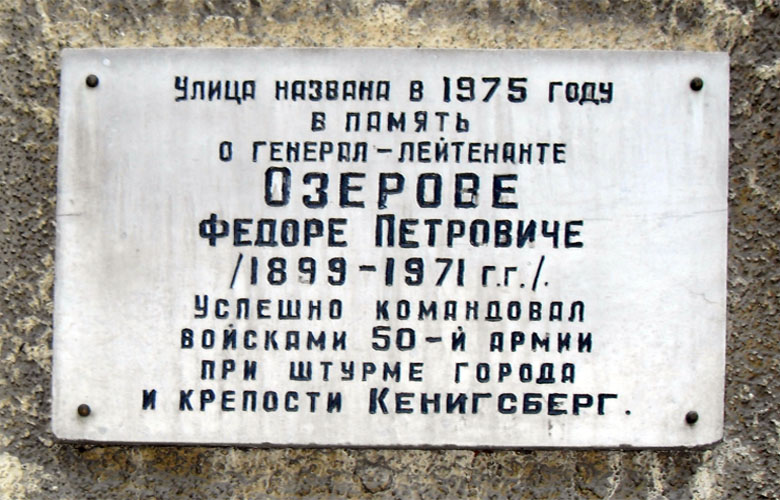 Улица названа в 1975 году
в память
о генерал-лейтенанте
Озерове
Федоре Петровиче
/1899-1971 г.г./.
Успешно командовал
войсками 50-й армии
при штурме города
и крепости Кенигсберг.